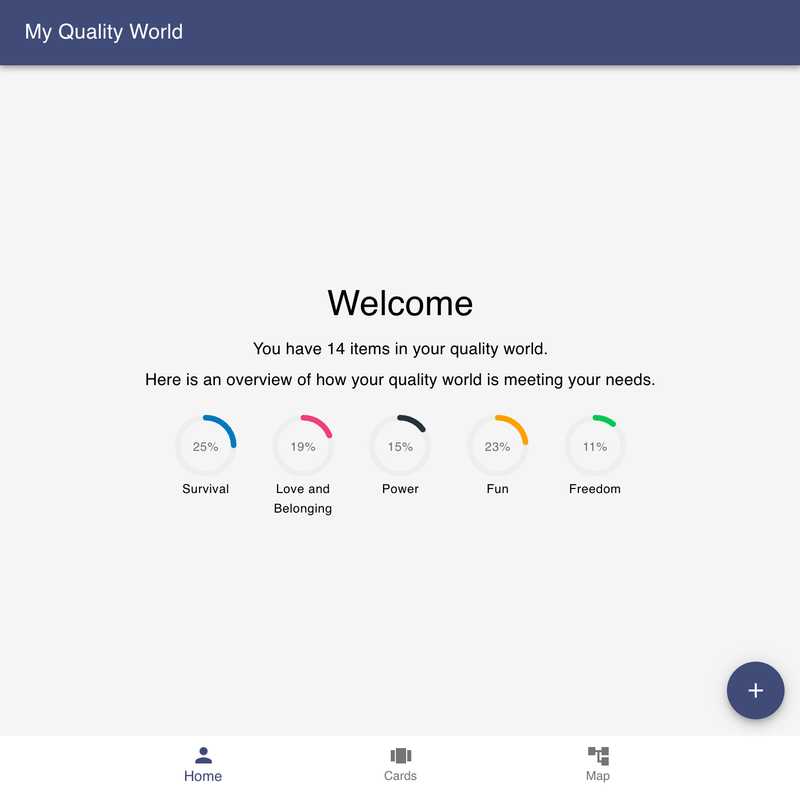 My Quality World
Welcome
You have 14 items in your quality world.
Here is an overview of how your quality world is meeting your needs.
25% 19% 15% 23% 11%
Survival Love and Power Fun Freedom
Belonging
Home Cards Map